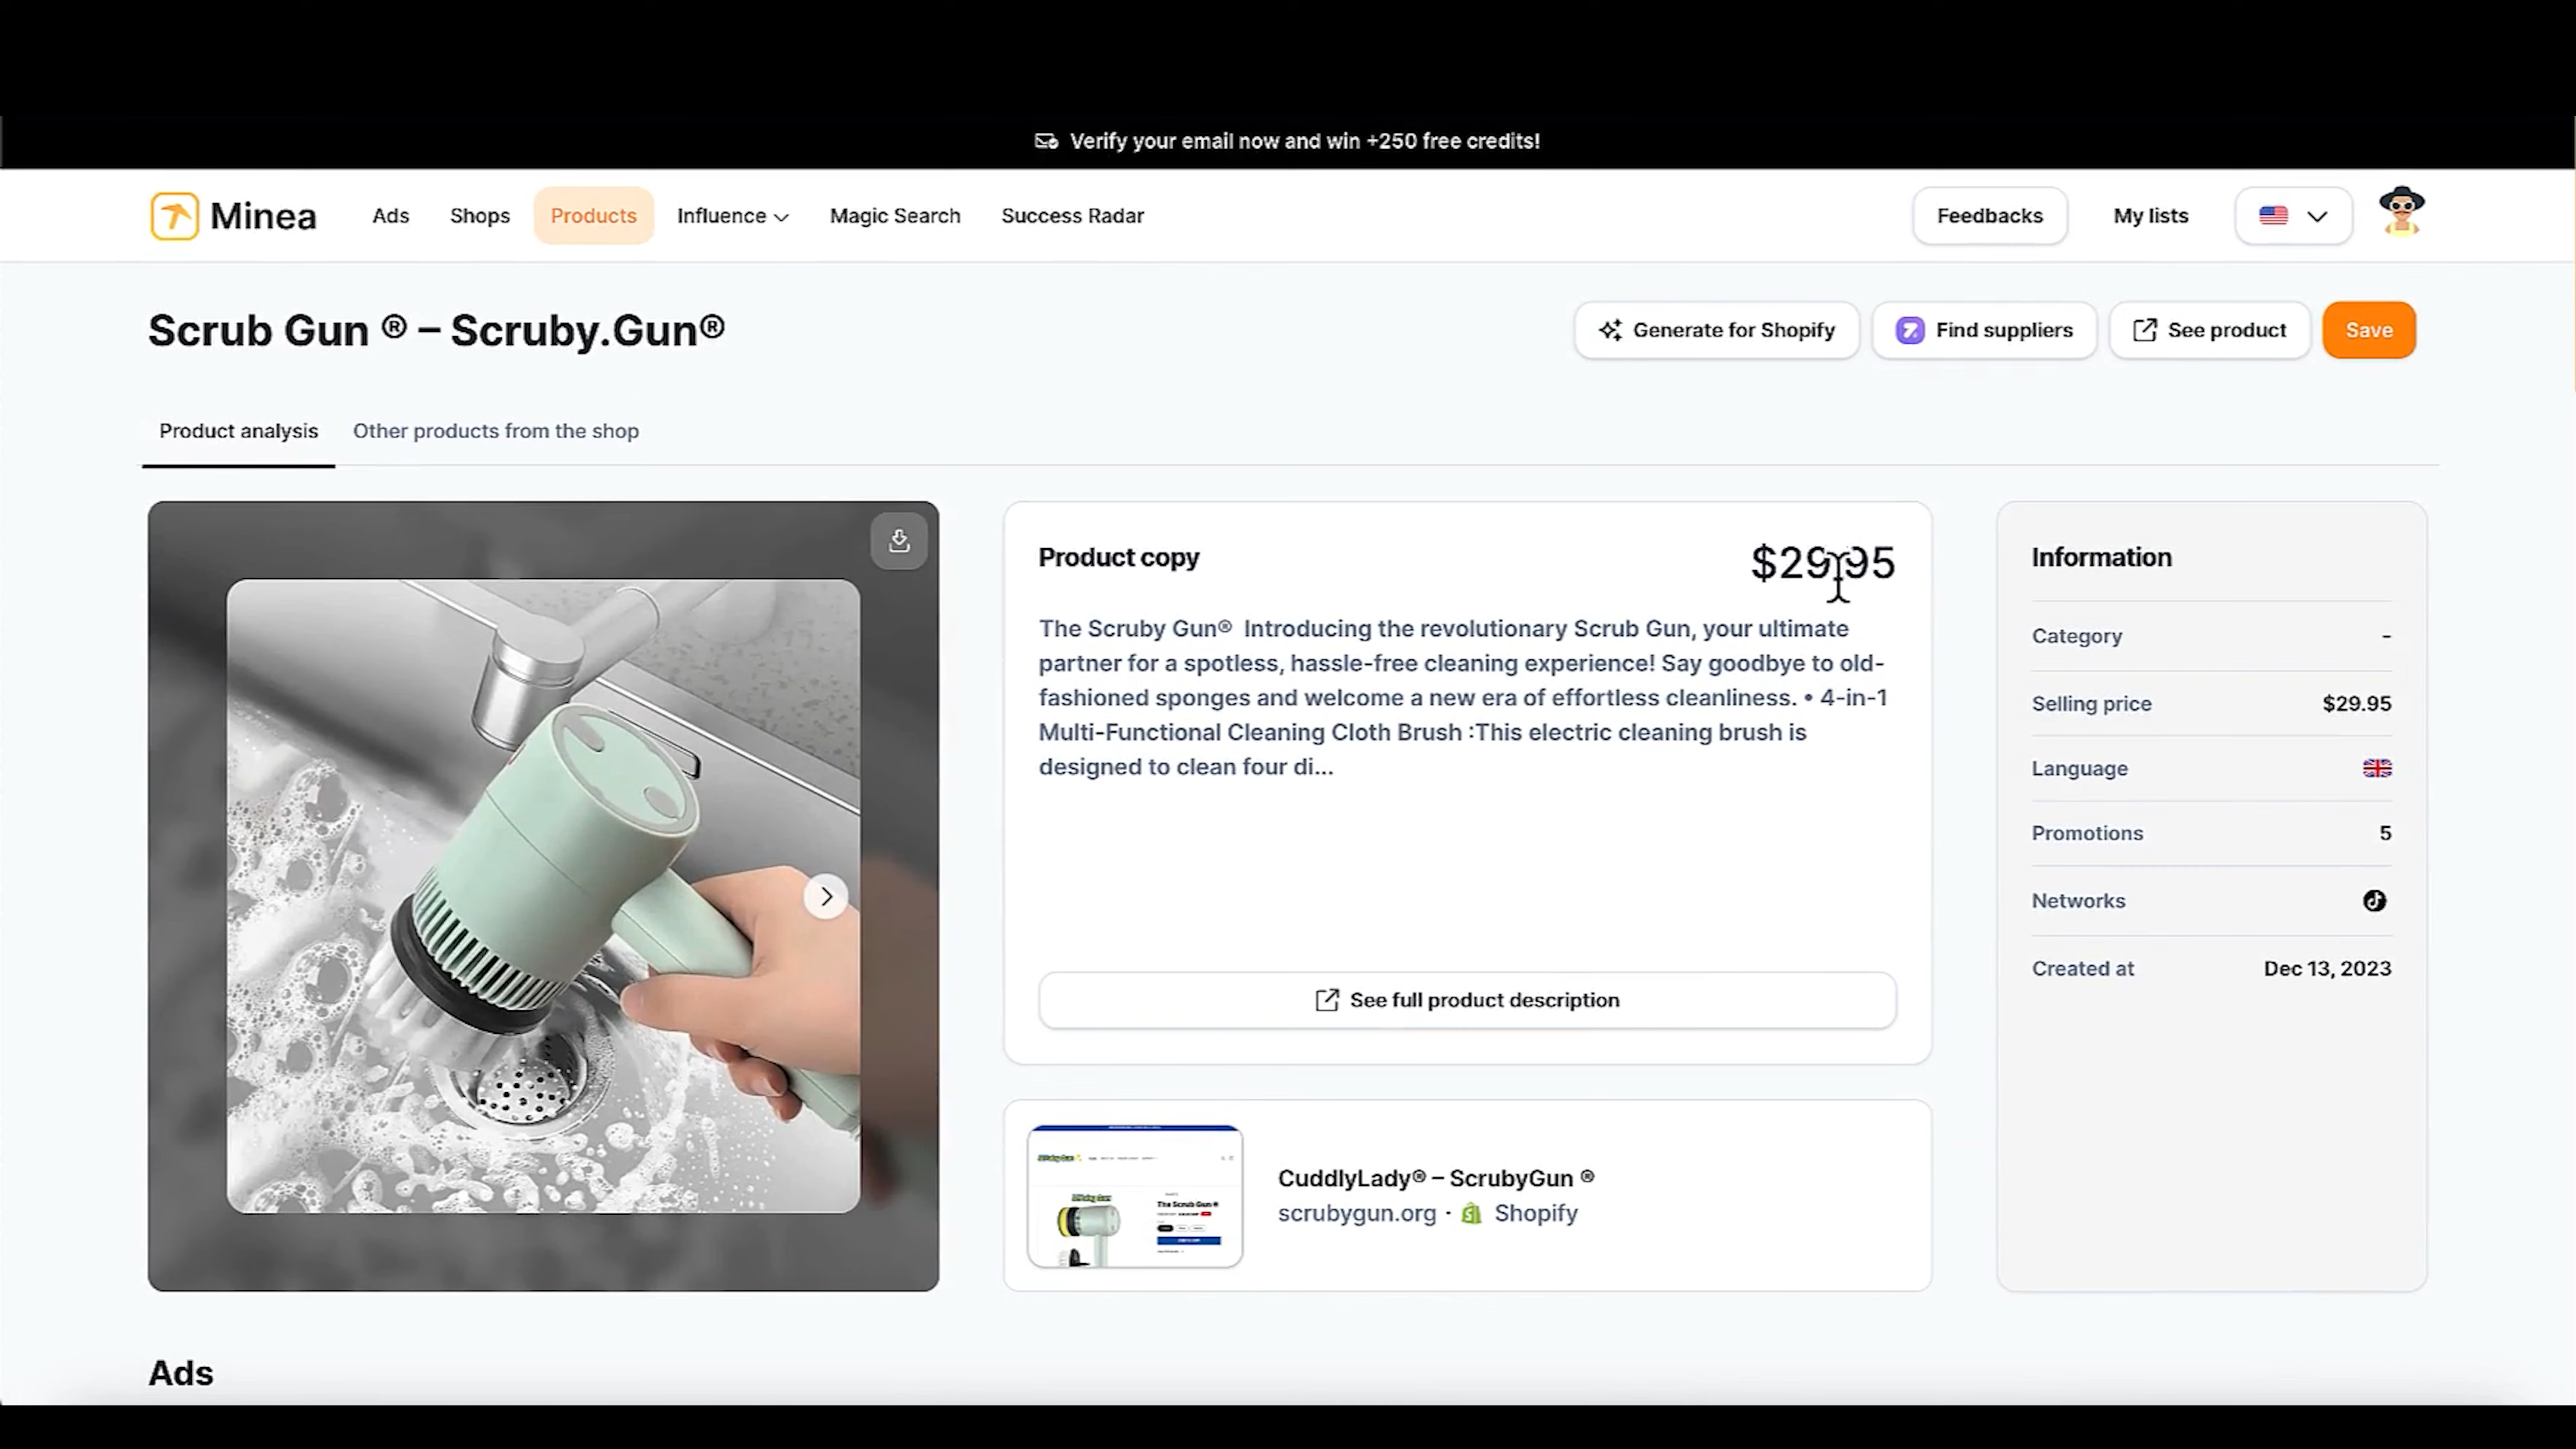 Verify your email now and win +250 free credits!
Minea
Ads
Shops
Products
Influence
Magic Search
Success Radar
Feedbacks
My lists
Scrub Gun ® – Scruby.Gun®
Generate for Shopify
Find suppliers
See product
Save
Product analysis
Other products from the shop
Product copy
$29.95
The Scruby Gun® Introducing the revolutionary Scrub Gun, your ultimate
partner for a spotless, hassle-free cleaning experience! Say goodbye to old-
fashioned sponges and welcome a new era of effortless cleanliness. • 4-in-1
Multi-Functional Cleaning Cloth Brush :This electric cleaning brush is
designed to clean four di...
See full product description
The Scrub Gun®
CuddlyLady® – ScrubyGun ®
scrubygun.org · Shopify
Information
Category -
Selling price $29.95
Language
Promotions 5
Networks
Created at Dec 13, 2023
Ads